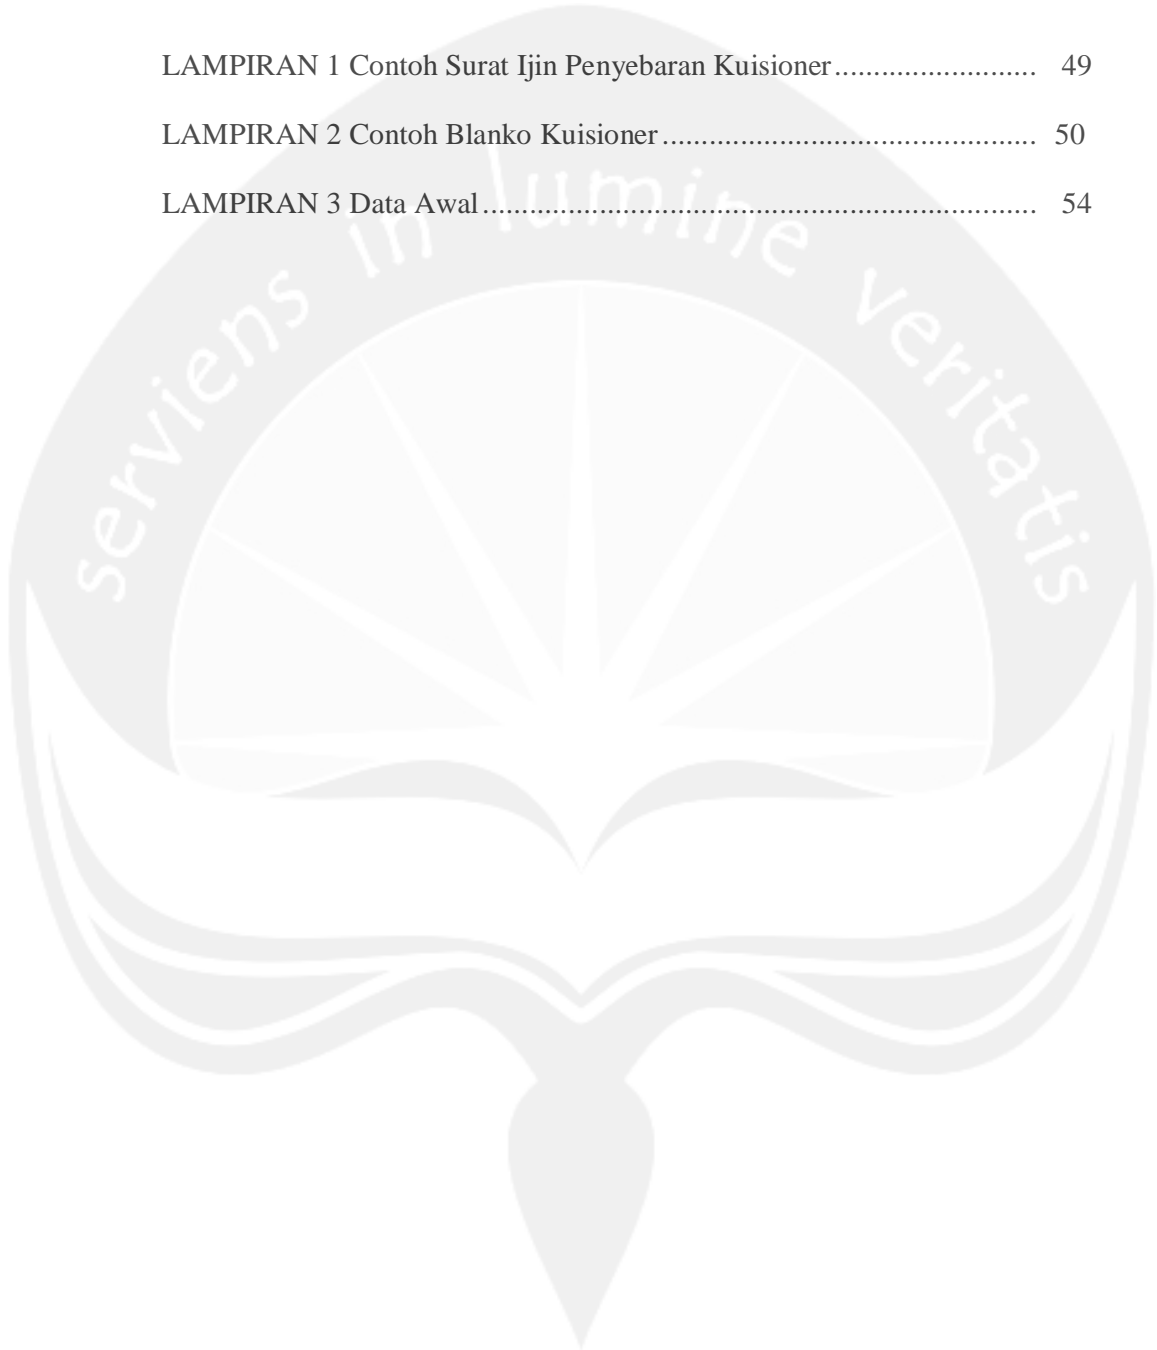 LAMPIRAN 1 Contoh Surat Ijin Penyebaran Kuisioner.......................... 49
LAMPIRAN 2 Contoh Blanko Kuisioner................................................ 50
LAMPIRAN 3 Data Awal....................................................................... 54
serviens in lumine veritatis